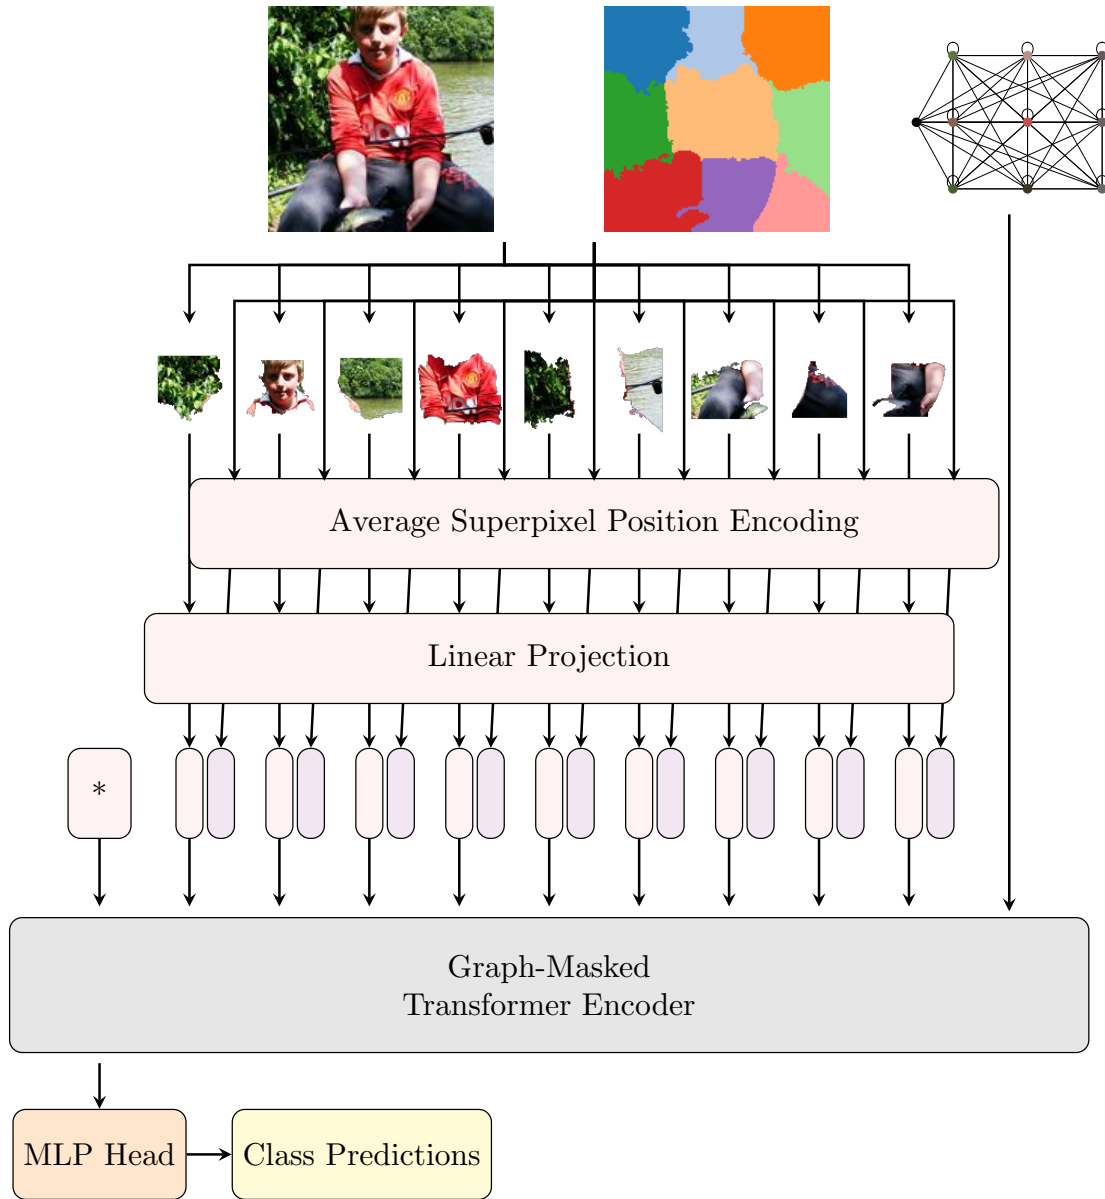 Average Superpixel Position Encoding
Linear Projection
*
Graph-Masked
Transformer Encoder
MLP Head
Class Predictions